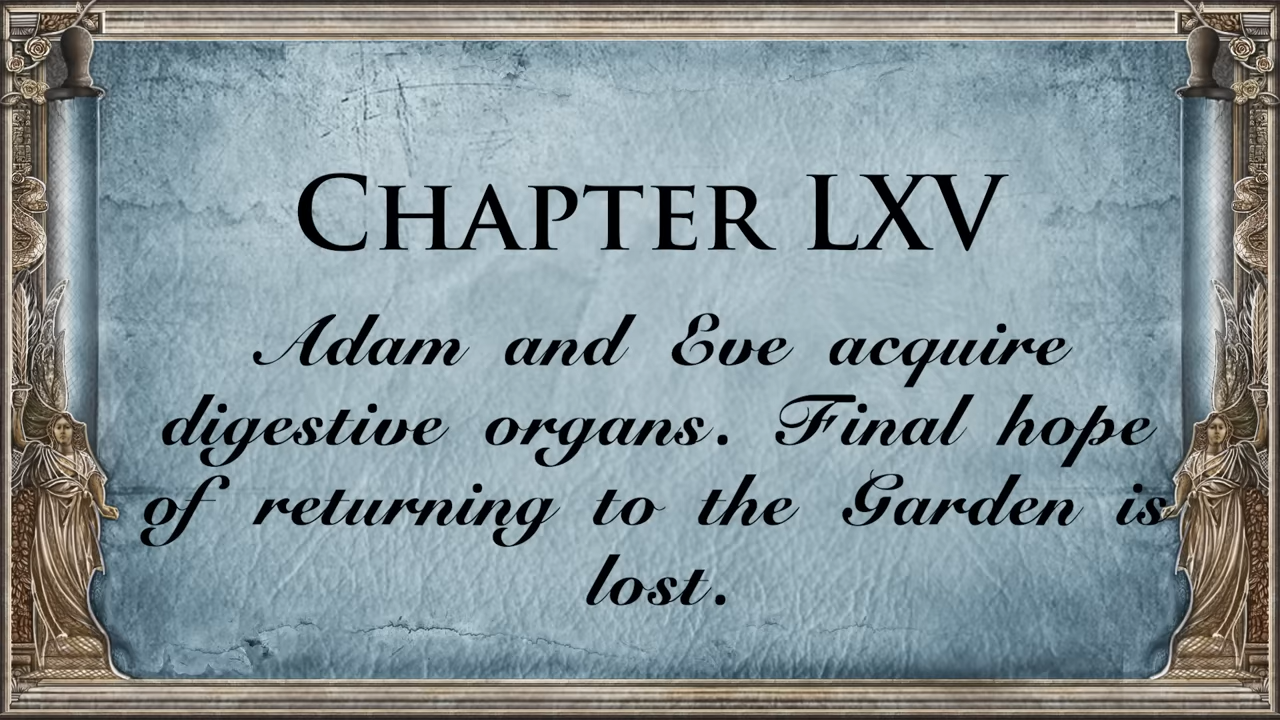 Chapter LXV
Adam and Eve acquire
digestive organs. Final hope
of returning to the Garden is
lost.